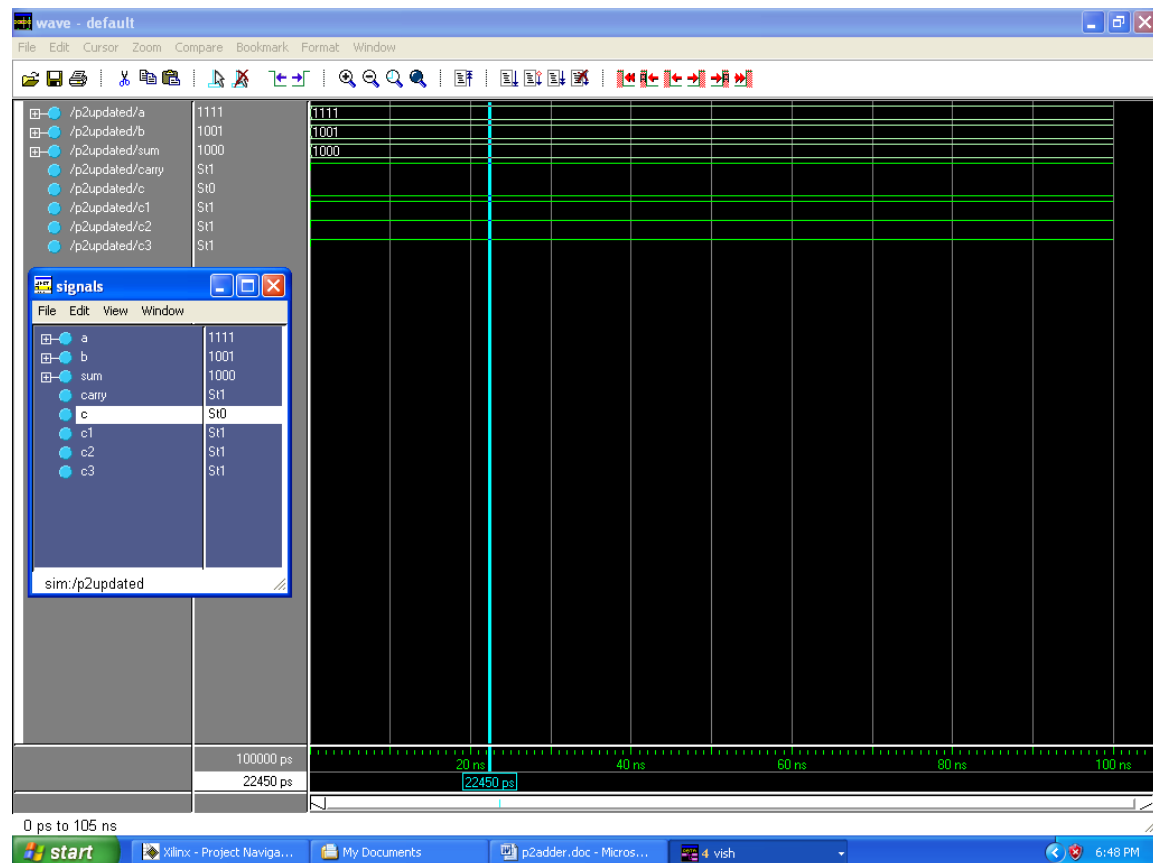 wave - default
File Edit Cursor Zoom Compare Bookmark Format Window
/p2updated/a 1111 1111
/p2updated/b 1001 1001
/p2updated/sum 1000 1000
/p2updated/carry St1
/p2updated/c St0
/p2updated/c1 St1
/p2updated/c2 St1
/p2updated/c3 St1
signals
File Edit View Window
a 1111
b 1001
sum 1000
carry St1
c St0
c1 St1
c2 St1
c3 St1
sim:/p2updated
100000 ps
20 ns 40 ns 60 ns 80 ns 100 ns
22450 ps 22450 ps
0 ps to 105 ns
start Xilinx - Project Naviga... My Documents p2adder.doc - Micros... 4 vish 6:48 PM